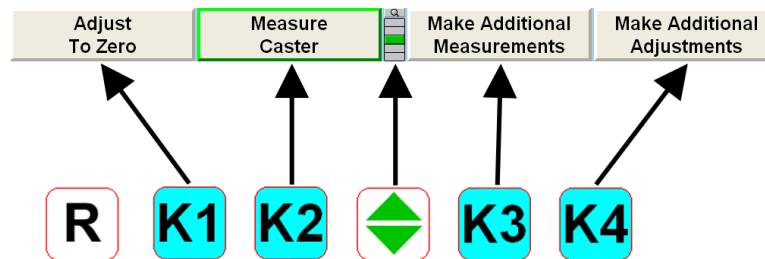 Adjust
To Zero
Measure
Caster
Make Additional
Measurements
Make Additional
Adjustments
R
K1
K2
K3
K4